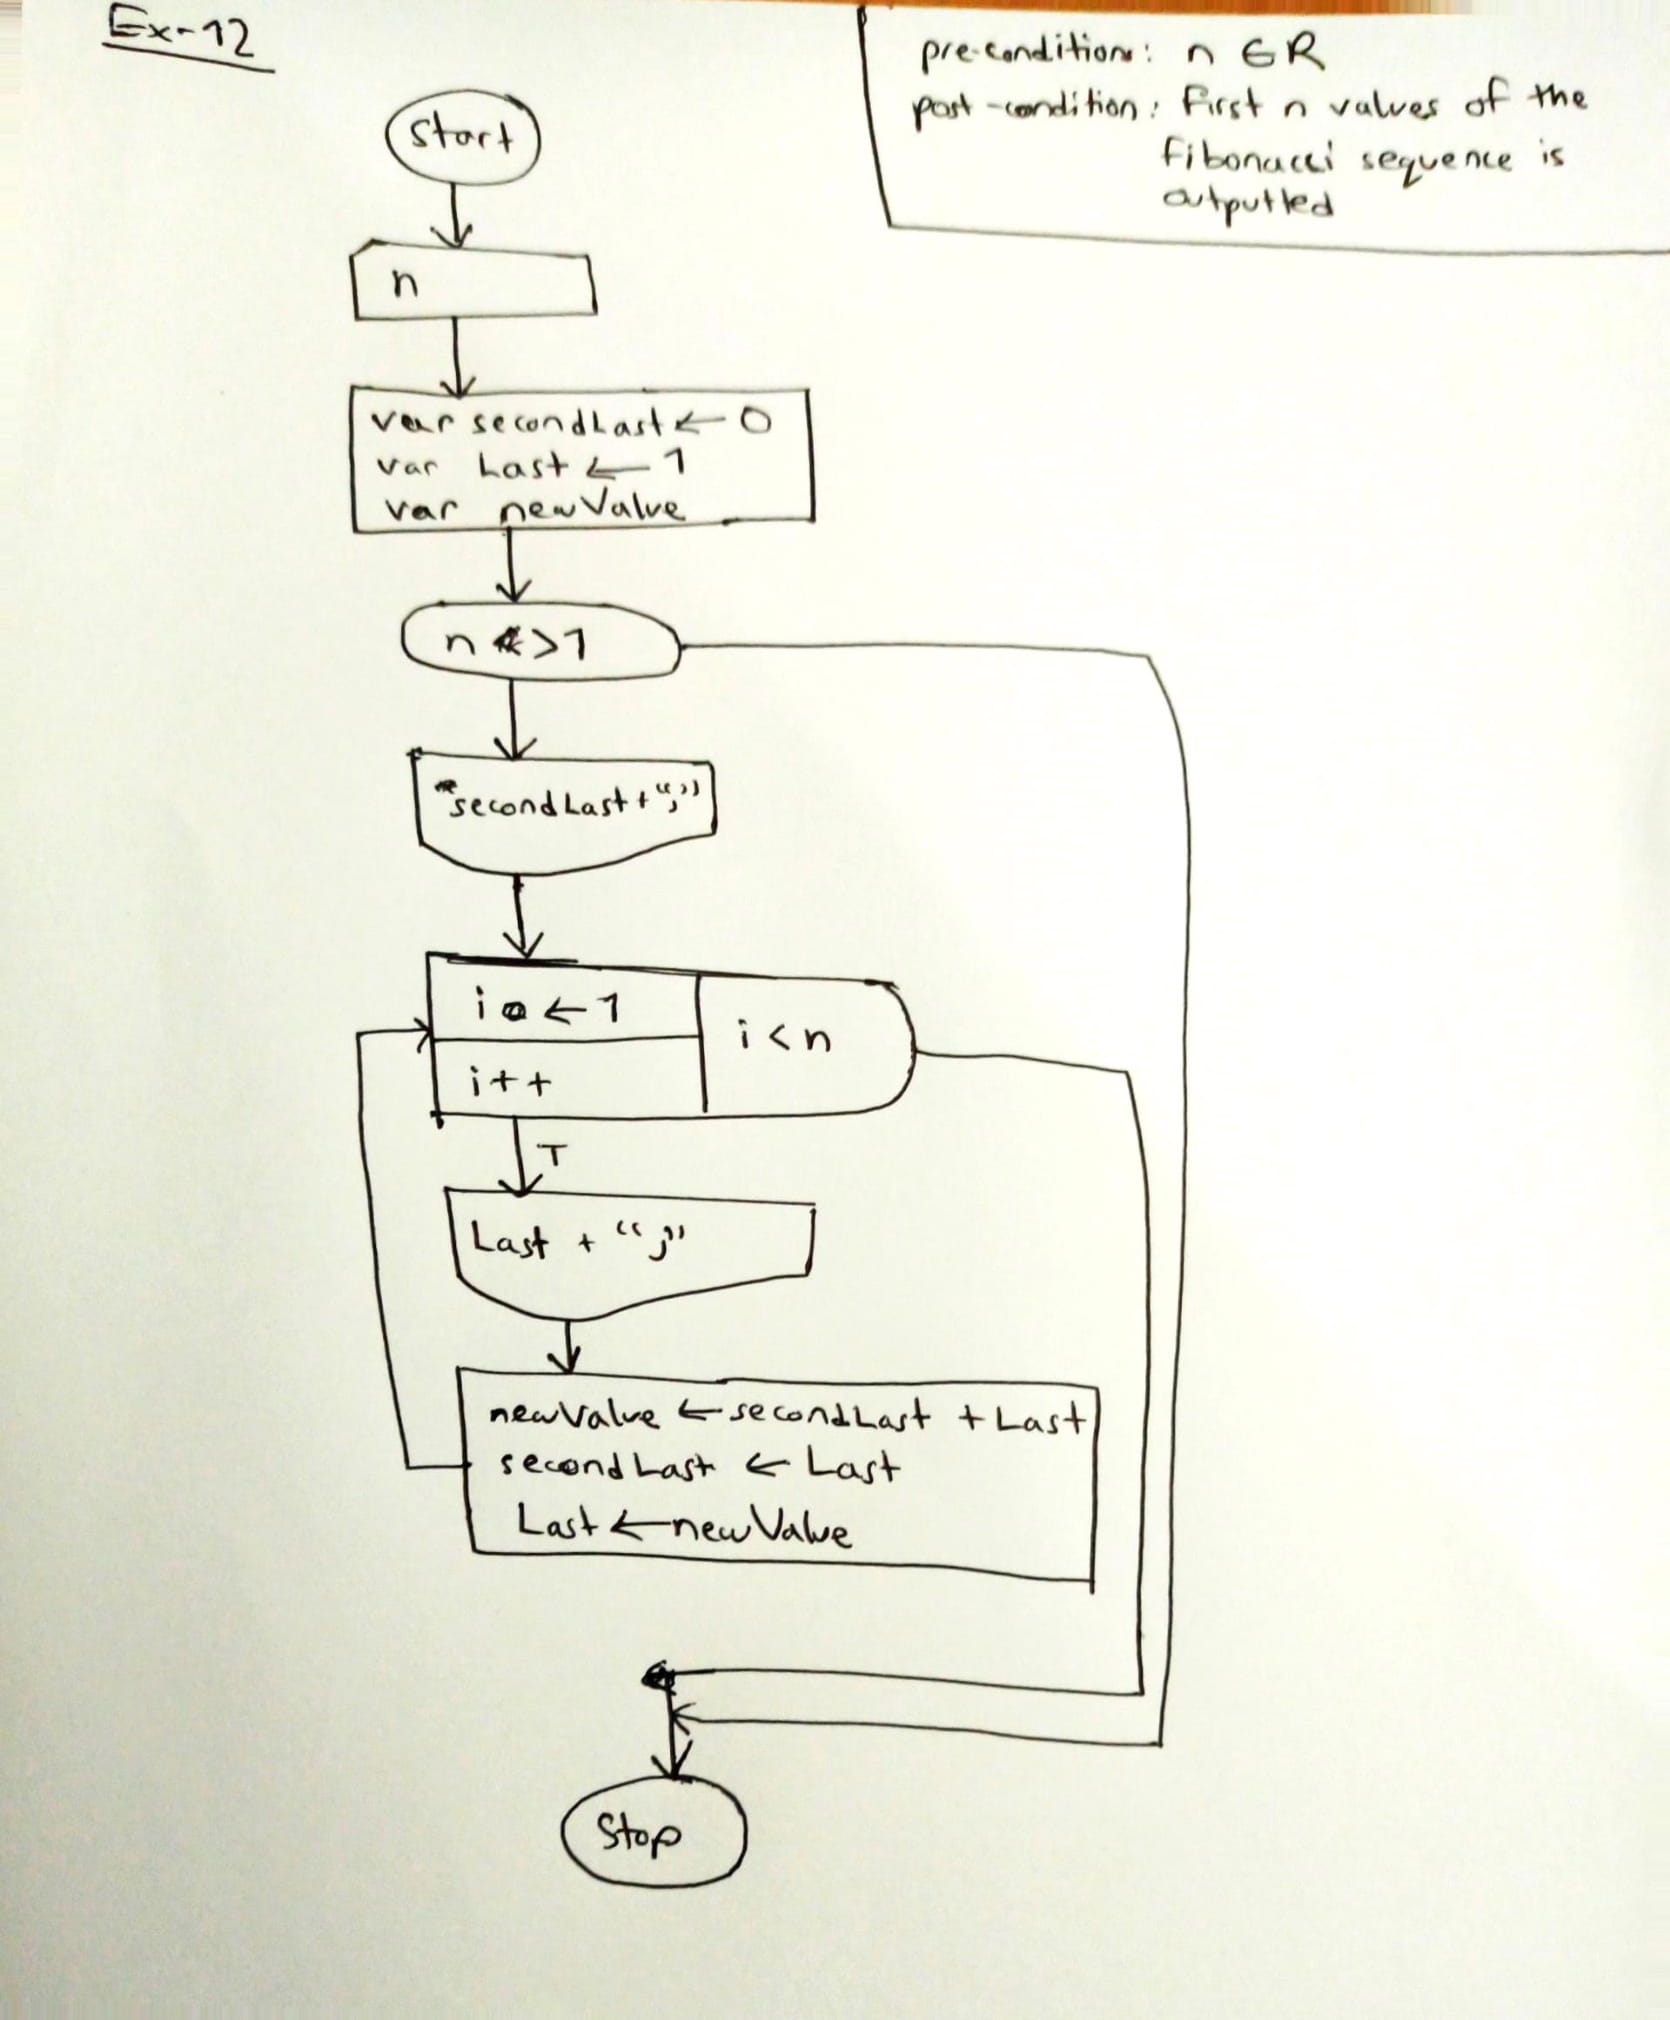 Ex-12
pre-condition: n ∈ R
post-condition: First n values of the
Fibonacci sequence is
outputted
Start
n
var secondLast ← 0
var Last ← 1
var newValue
n > 1
secondLast + ";"
i ← 1
i < n
i++
T
Last + ";"
newValue ← secondLast + Last
secondLast ← Last
Last ← newValue
Stop